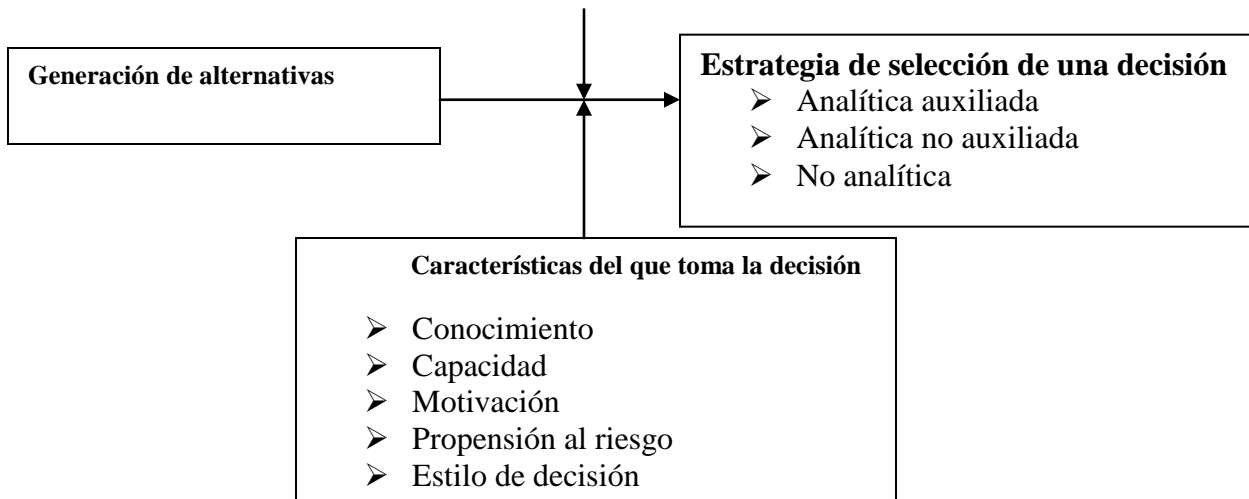 Generación de alternativas
Estrategia de selección de una decisión
➢ Analítica auxiliada
➢ Analítica no auxiliada
➢ No analítica
Características del que toma la decisión
➢ Conocimiento
➢ Capacidad
➢ Motivación
➢ Propensión al riesgo
➢ Estilo de decisión